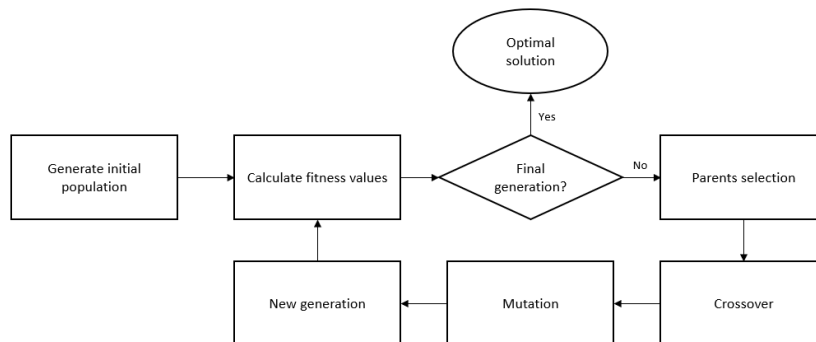 Optimal
solution
Yes
Generate initial
population
Calculate fitness values
Final
generation?
No
Parents selection
New generation
Mutation
Crossover